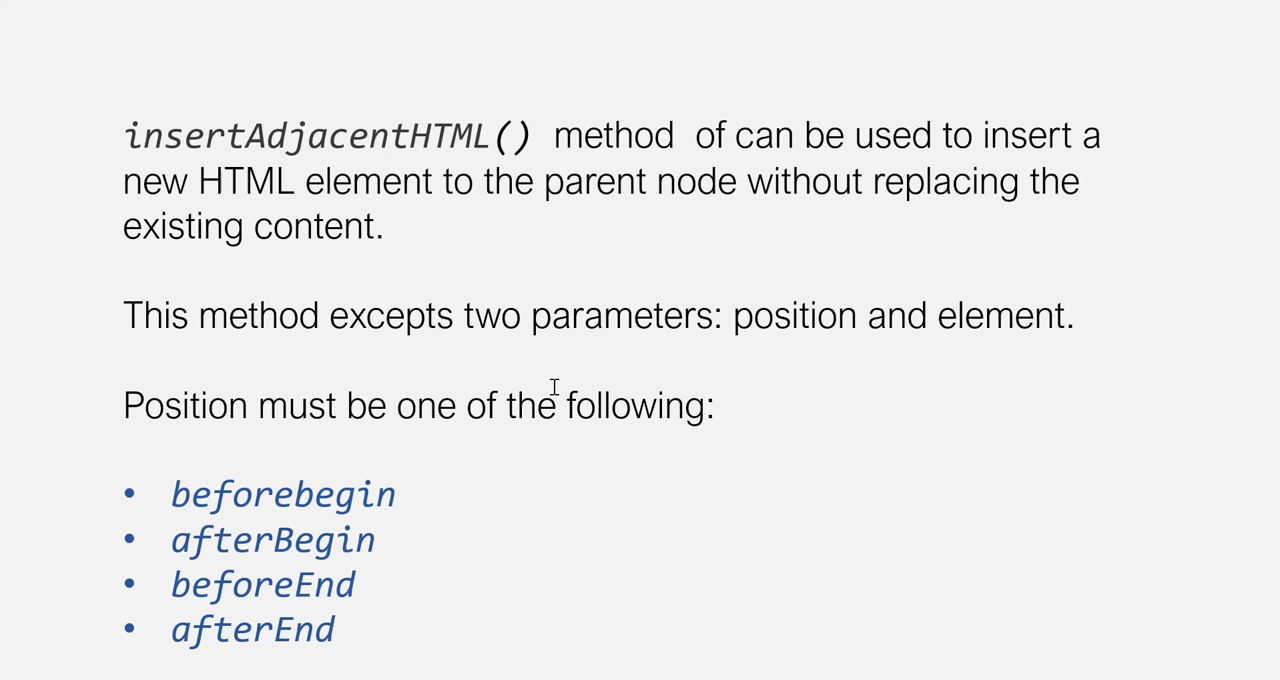 insertAdjacentHTML() method of can be used to insert a
new HTML element to the parent node without replacing the
existing content.
This method excepts two parameters: position and element.
Position must be one of the following:
• beforebegin
• afterBegin
• beforeEnd
• afterEnd